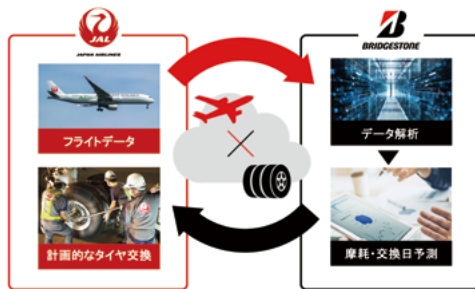 JAL
JAPAN AIRLINES
フライトデータ
計画的なタイヤ交換
BRIDGESTONE
データ解析
摩耗・交換日予測